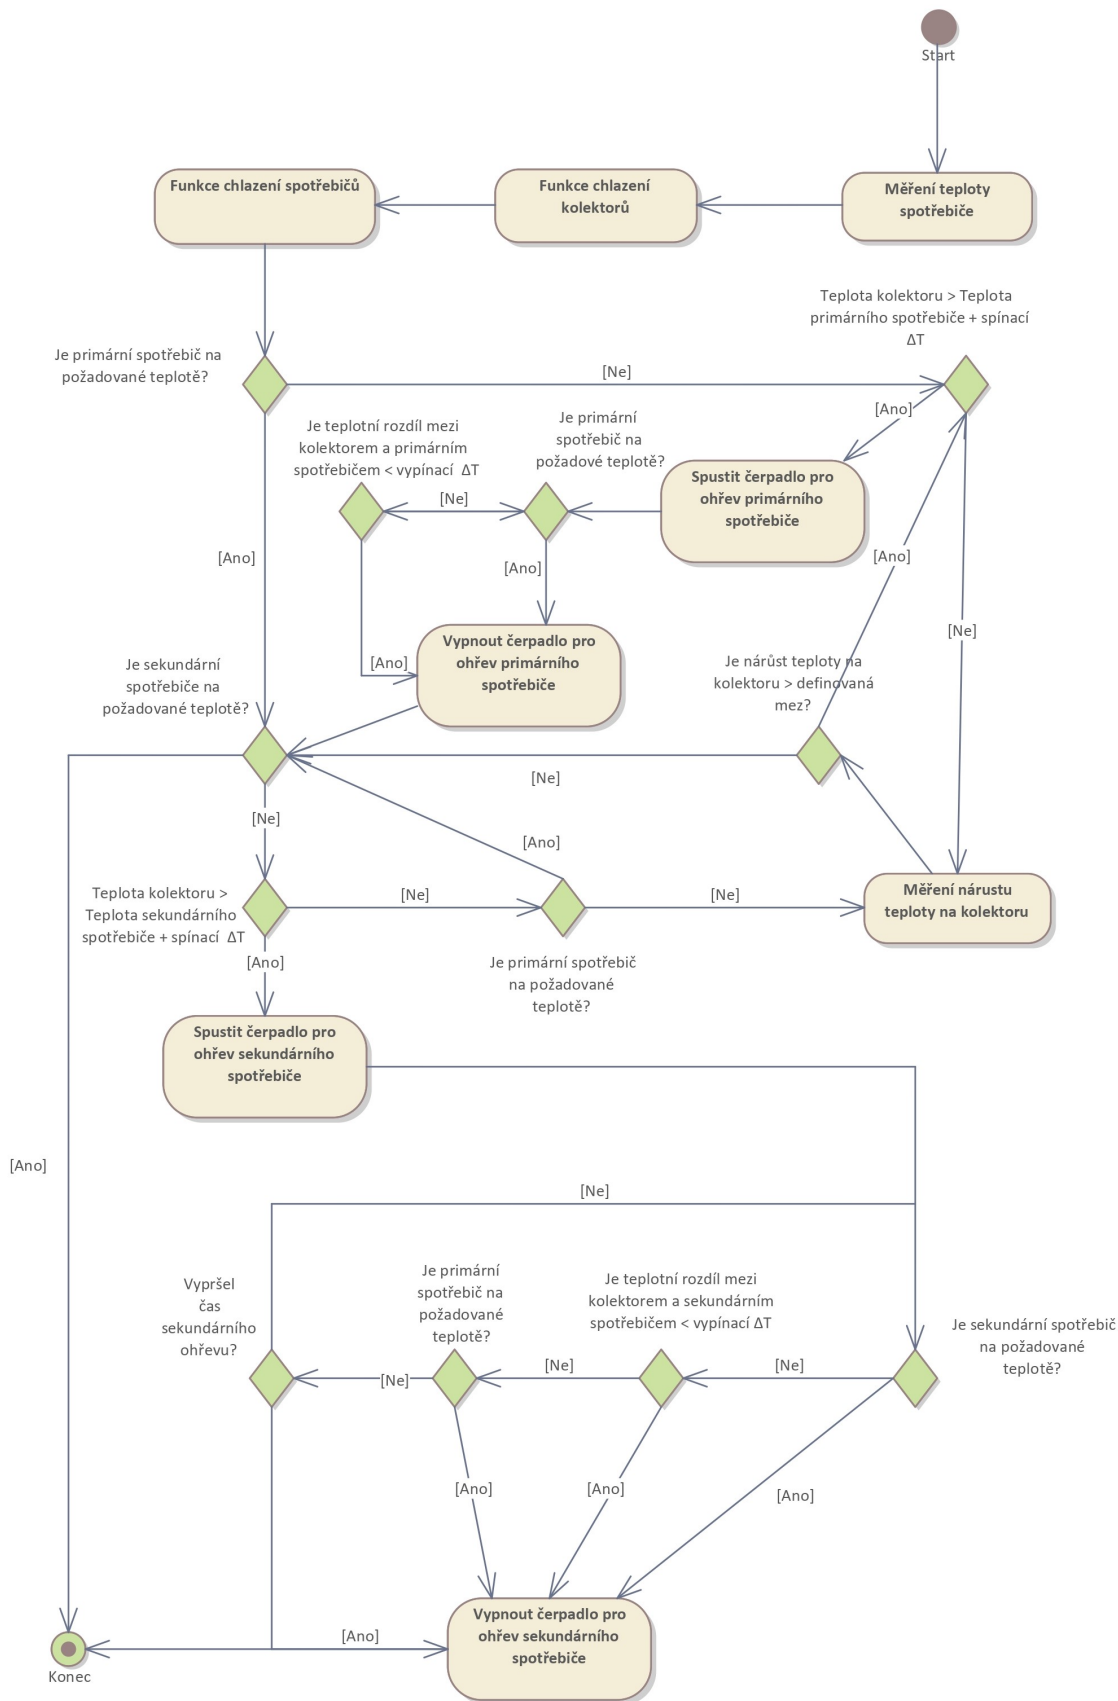 Start
Funkce chlazení spotřebičů
Funkce chlazení
kolektorů
Měření teploty
spotřebiče
Teplota kolektoru > Teplota
primárního spotřebiče + spínací
ΔT
Je primární spotřebič na
požadované teplotě?
[Ne]
[Ano]
Je teplotní rozdíl mezi
kolektorem a primárním
spotřebičem < vypínací ΔT
Je primární
spotřebič na
požadové teplotě?
Spustit čerpadlo pro
ohřev primárního
spotřebiče
[Ne]
[Ano]
[Ano]
[Ano]
[Ne]
Vypnout čerpadlo pro
ohřev primárního
spotřebiče
[Ano]
Je sekundární
spotřebiče na
požadované teplotě?
Je nárůst teploty na
kolektoru > definovaná
mez?
[Ne]
[Ne]
[Ano]
Teplota kolektoru >
Teplota sekundárního
spotřebiče + spínací ΔT
[Ne]
[Ne]
Měření nárustu
teploty na kolektoru
[Ano]
Je primární spotřebič
na požadované
teplotě?
Spustit čerpadlo pro
ohřev sekundárního
spotřebiče
[Ano]
[Ne]
Vypršel
čas
sekundárního
ohřevu?
Je primární
spotřebič na
požadované
teplotě?
Je teplotní rozdíl mezi
kolektorem a sekundárním
spotřebičem < vypínací ΔT
Je sekundární spotřebič
na požadované
teplotě?
[Ne]
[Ne]
[Ne]
[Ano]
[Ano]
[Ano]
Vypnout čerpadlo pro
ohřev sekundárního
spotřebiče
[Ano]
Konec